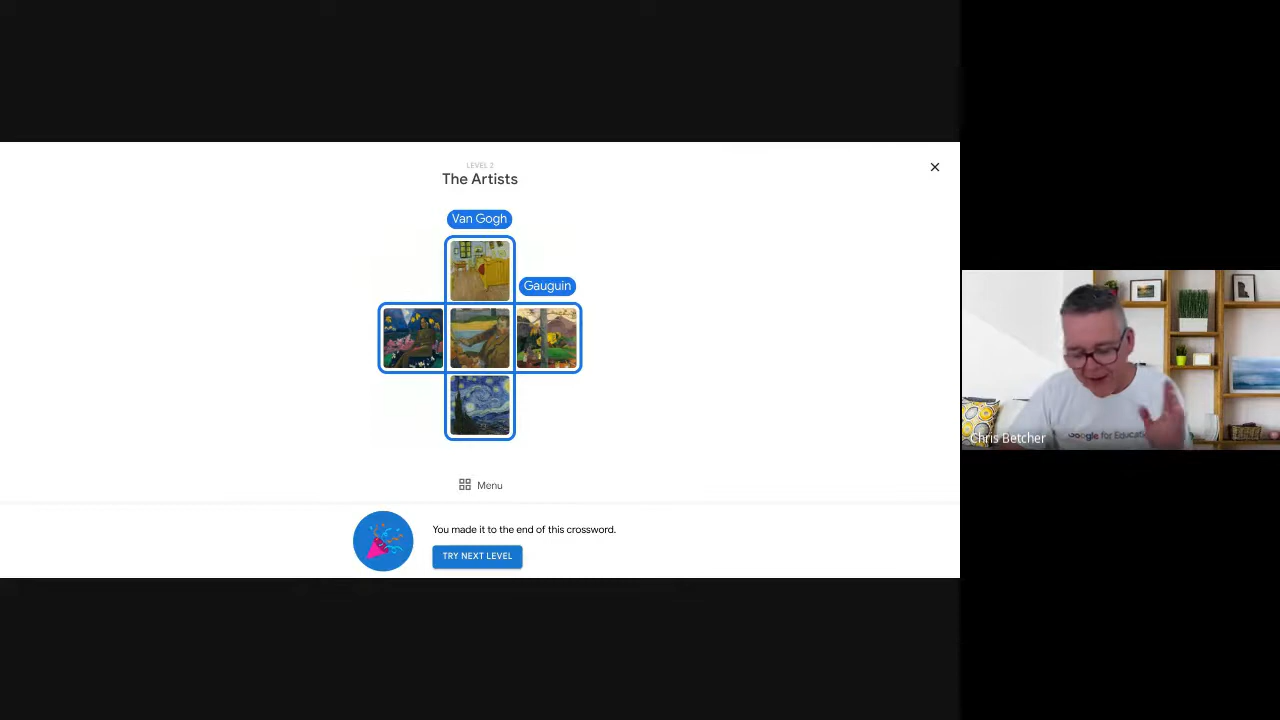 LEVEL 2
The Artists
Van Gogh
Gauguin
Menu
You made it to the end of this crossword.
TRY NEXT LEVEL
Chris Betcher
Google for Educati